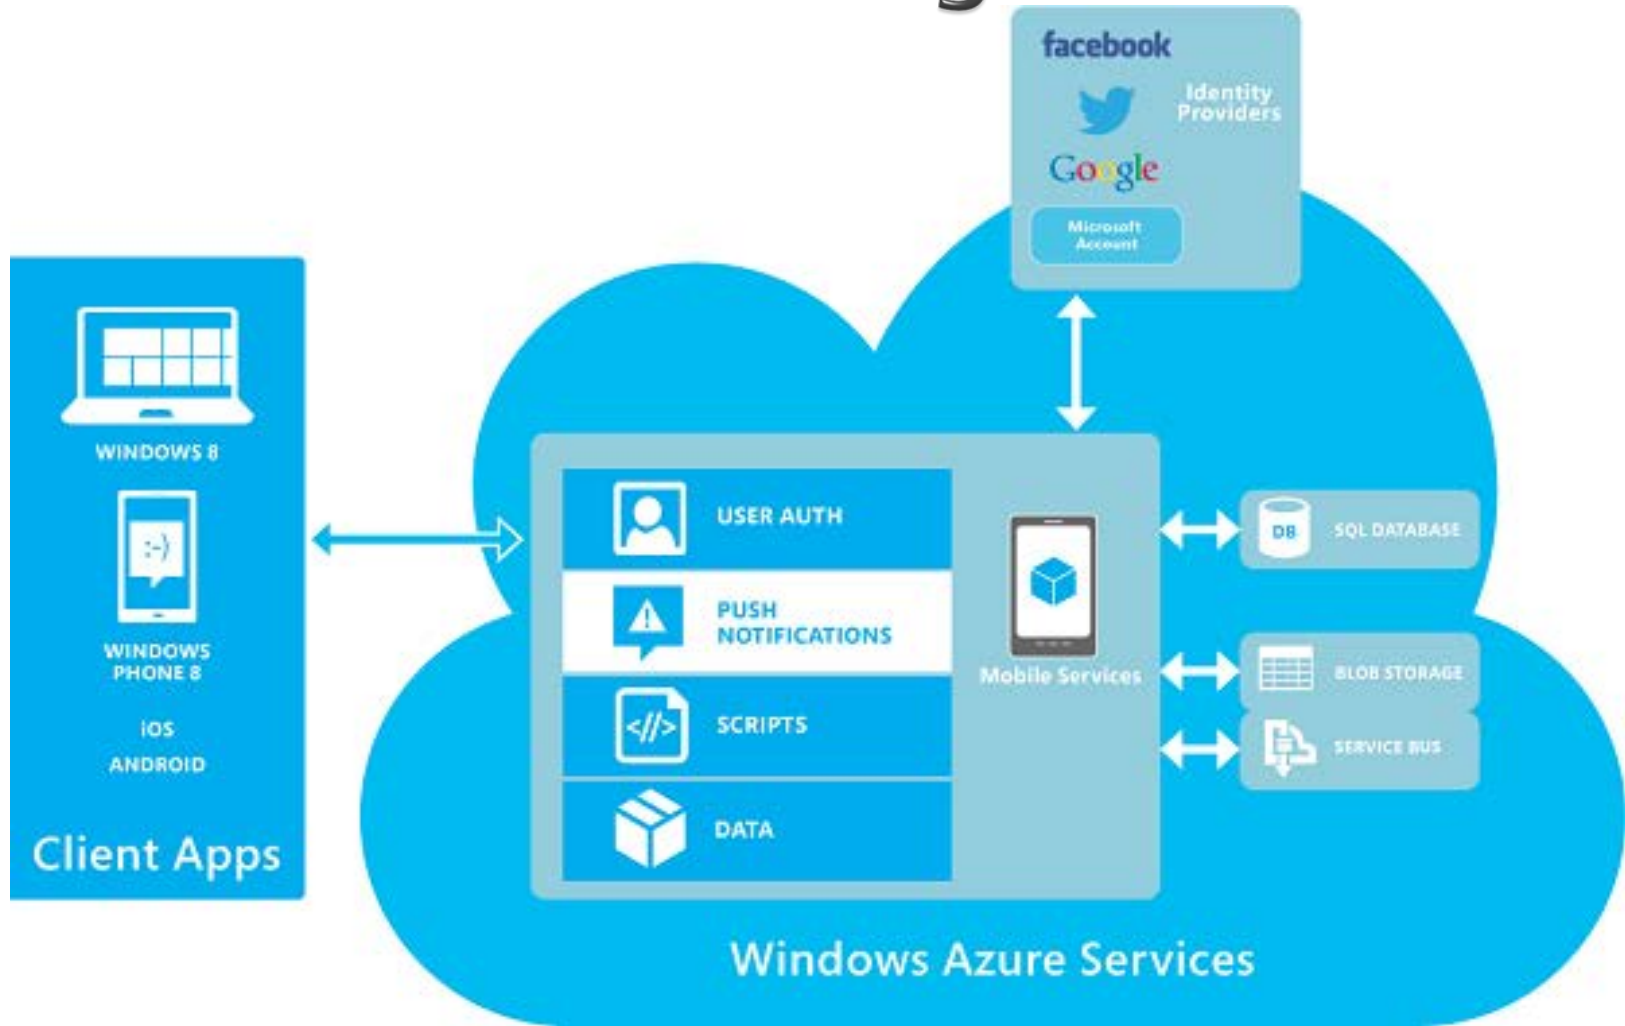 facebook
Identity
Providers
Google
Microsoft
Account
WINDOWS 8
:-)
WINDOWS
PHONE 8
iOS
ANDROID
Client Apps
USER AUTH
PUSH
NOTIFICATIONS
<//>
SCRIPTS
DATA
Mobile Services
DB
SQL DATABASE
BLOB STORAGE
SERVICE BUS
Windows Azure Services